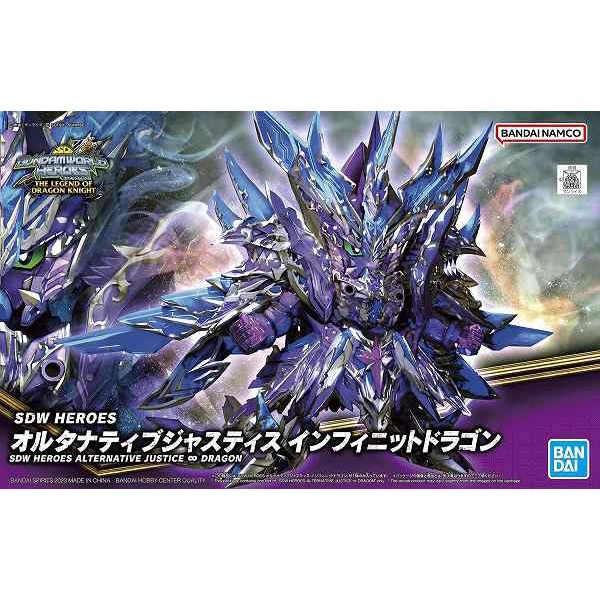 BANDAI NAMCO
GUNDAM WORLD
HEROES
THE LEGEND OF
DRAGON KNIGHT
SDW HEROES
オルタナティブジャスティス インフィニットドラゴン
SDW HEROES ALTERNATIVE JUSTICE ∞ DRAGON
BANDAI SPIRITS 2023 MADE IN CHINA BANDAI HOBBY CENTER QUALITY
BAN
DAI